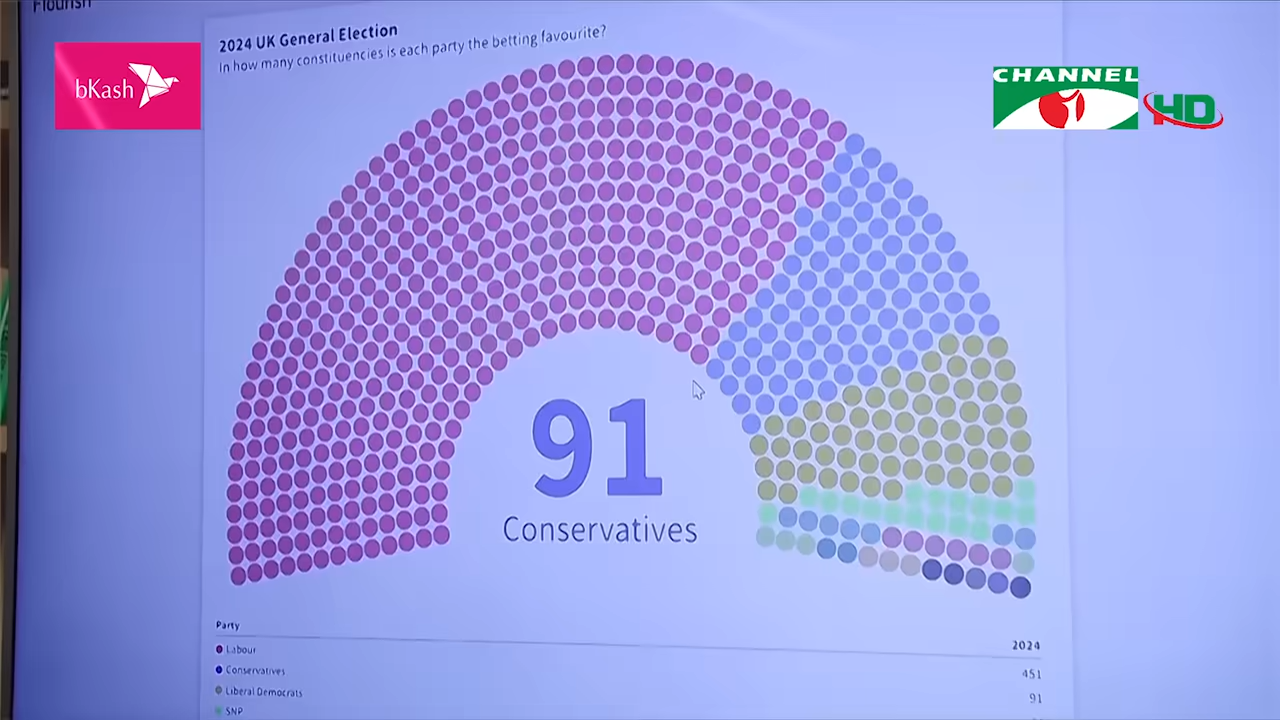 Flourish
2024 UK General Election
In how many constituencies is each party the betting favourite?
bKash
CHANNEL
HD
91
Conservatives
Party
2024
Labour
451
Conservatives
91
Liberal Democrats
SNP